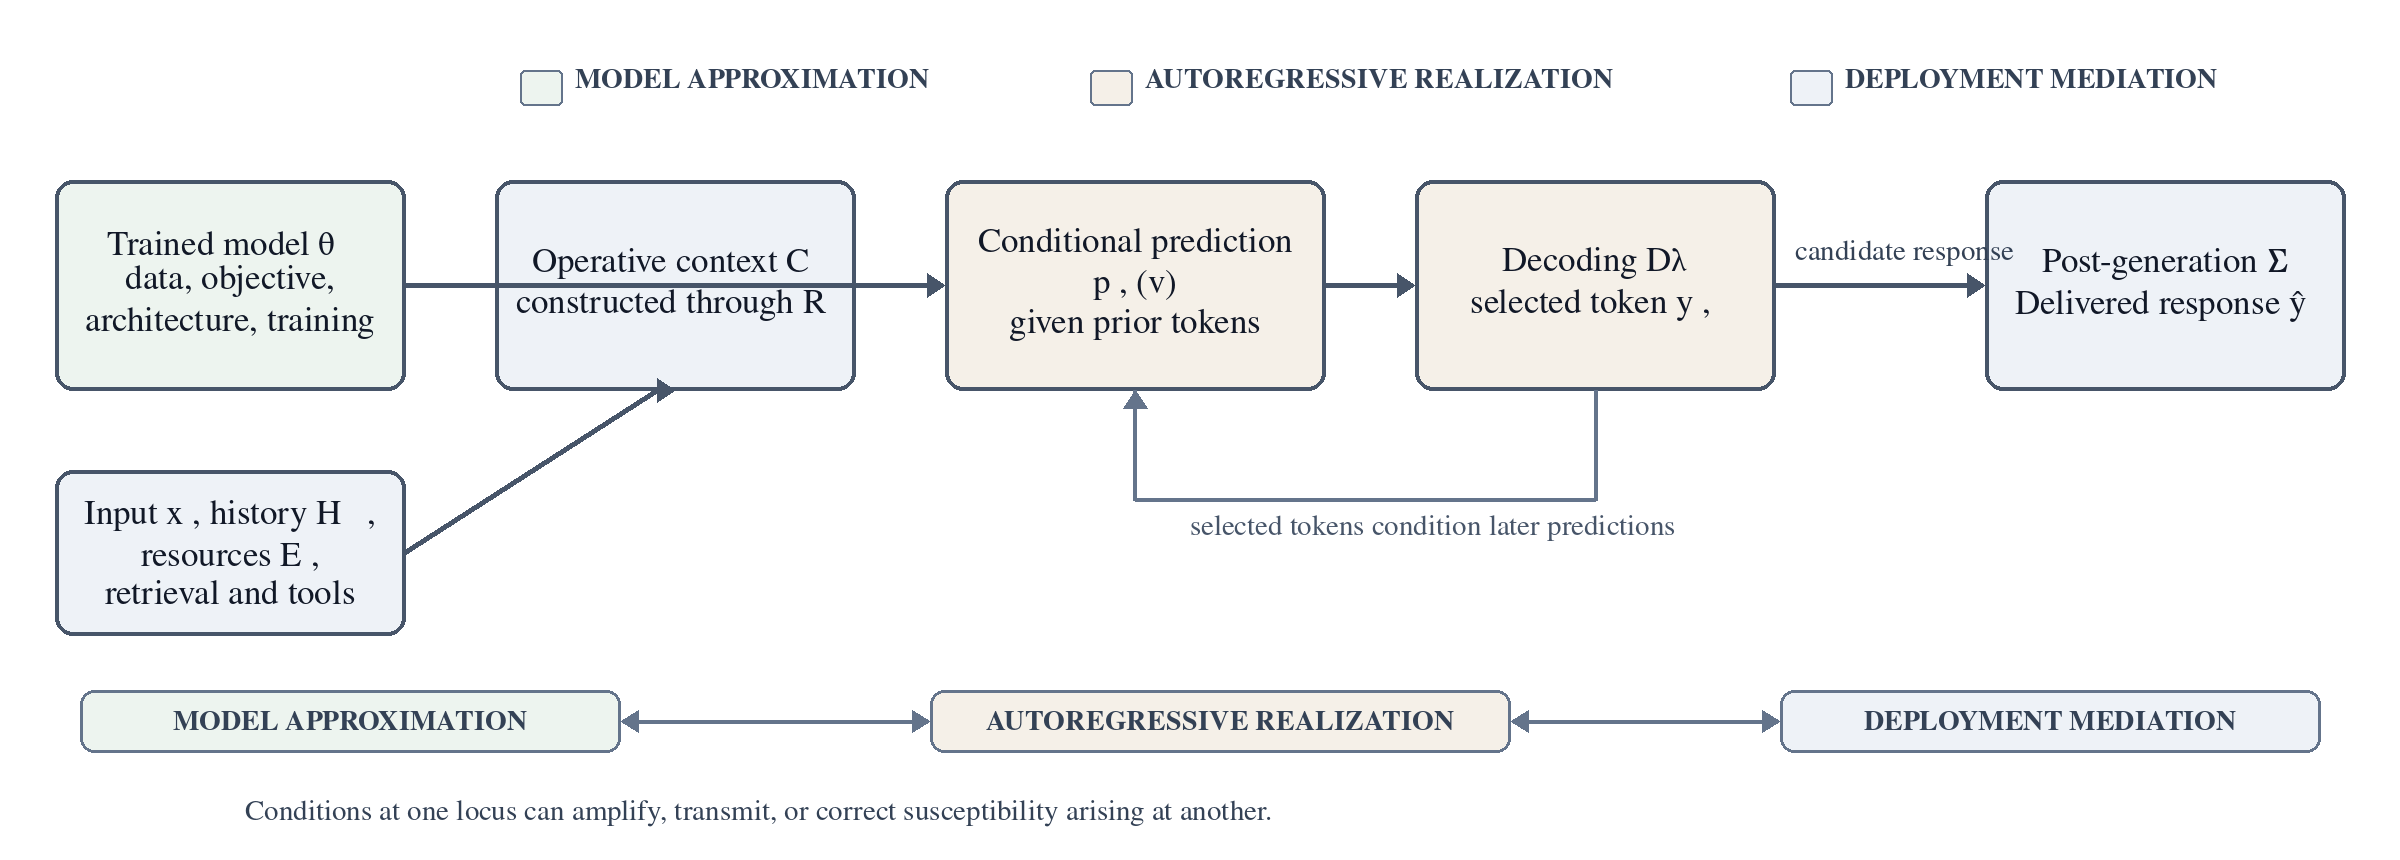 MODEL APPROXIMATION
AUTOREGRESSIVE REALIZATION
DEPLOYMENT MEDIATION
Trained model θ
data, objective,
architecture, training
Operative context C
constructed through R
Conditional prediction
p , (v)
given prior tokens
Decoding Dλ
selected token y ,
candidate response
Post-generation Σ
Delivered response ŷ
Input x , history H ,
resources E ,
retrieval and tools
selected tokens condition later predictions
MODEL APPROXIMATION
AUTOREGRESSIVE REALIZATION
DEPLOYMENT MEDIATION
Conditions at one locus can amplify, transmit, or correct susceptibility arising at another.